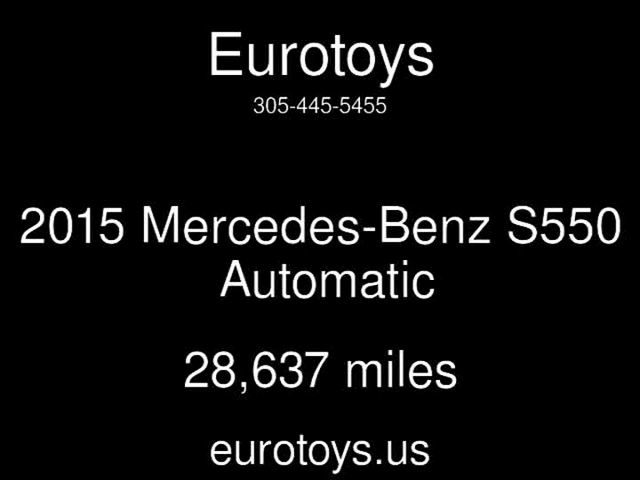 Eurotoys
305-445-5455
2015 Mercedes-Benz S550
Automatic
28,637 miles
eurotoys.us